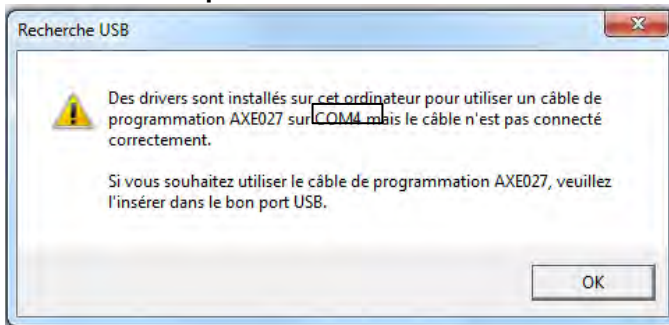 Recherche USB
Des drivers sont installés sur cet ordinateur pour utiliser un câble de
programmation AXE027 sur COM4 mais le câble n'est pas connecté
correctement.
Si vous souhaitez utiliser le câble de programmation AXE027, veuillez
l'insérer dans le bon port USB.
OK